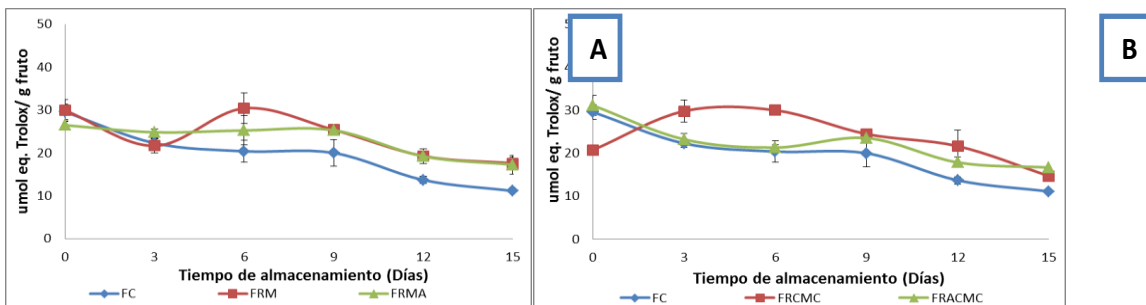 50
40
30
20
10
0
umol eq. Trolox/ g fruto
0 3 6 9 12 15
Tiempo de almacenamiento (Días)
FC FRM FRMA
A
30
20
10
0
umol eq. Trolox/ g fruto
0 3 6 9 12 15
Tiempo de almacenamiento (Días)
FC FRCMC FRACMC
B